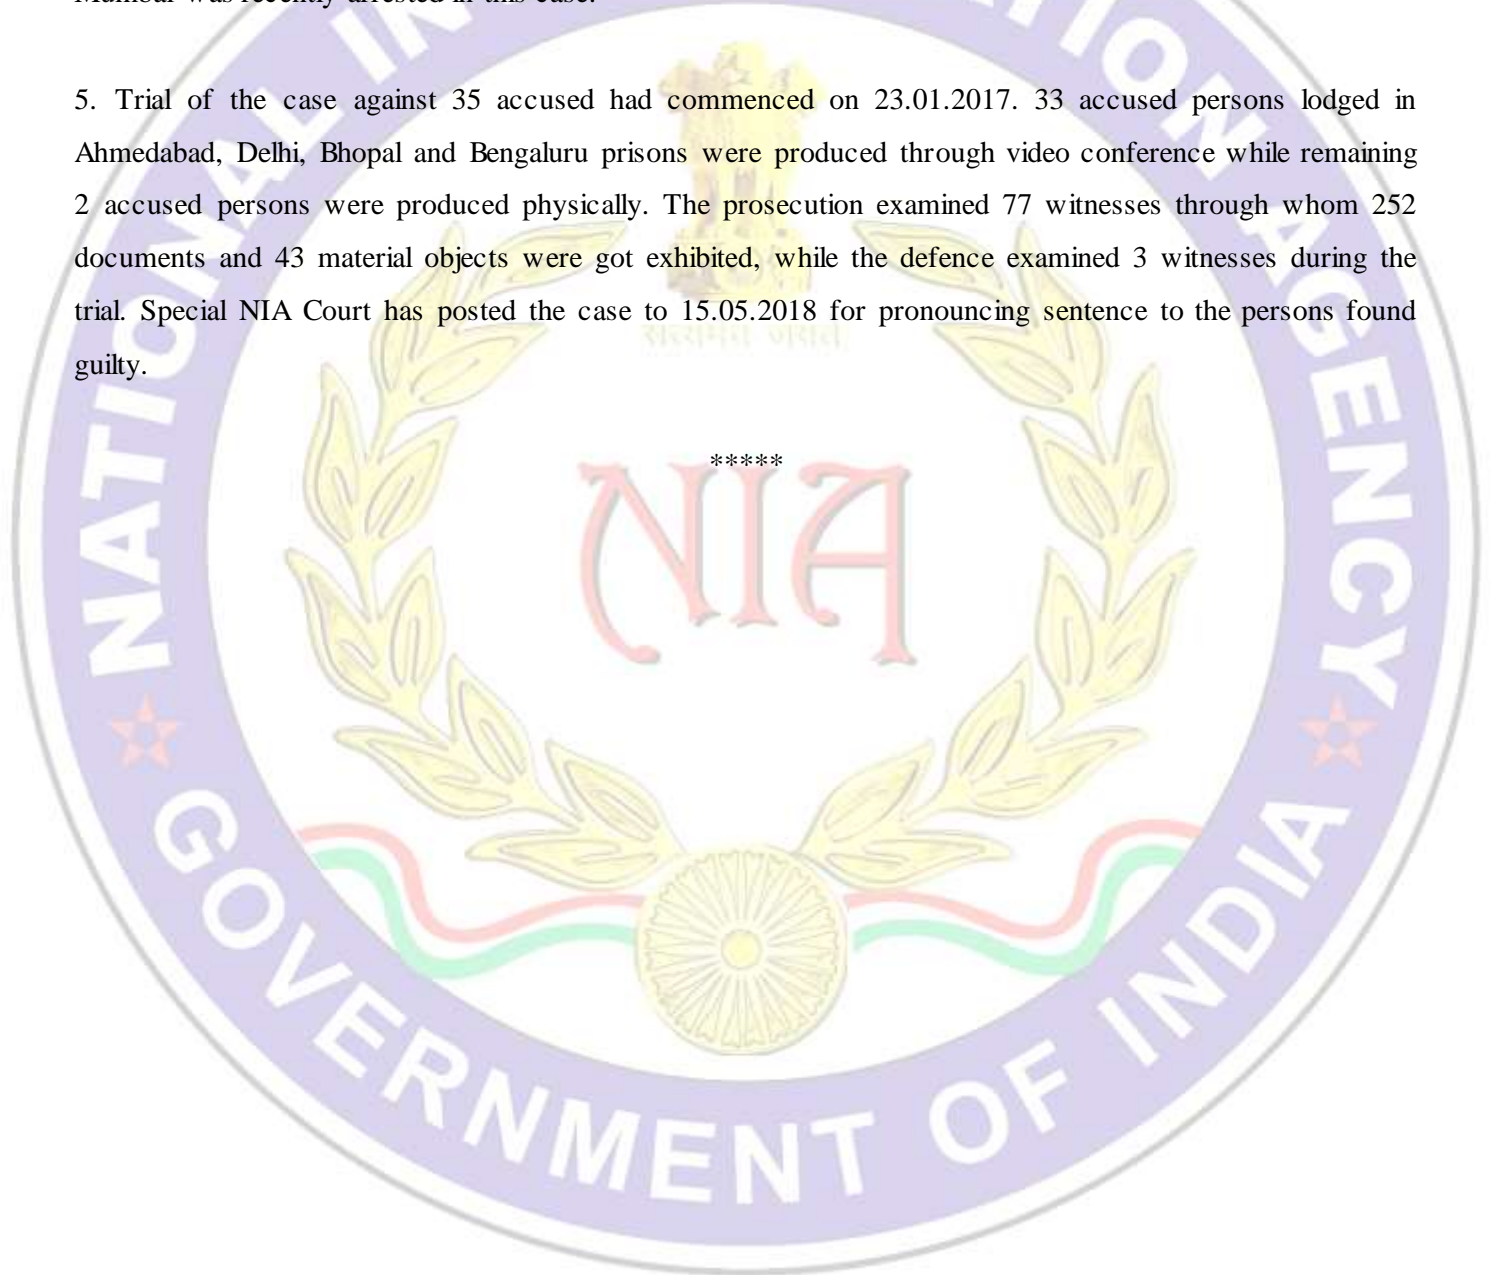 Mumbai was recently arrested in this case.
5. Trial of the case against 35 accused had commenced on 23.01.2017. 33 accused persons lodged in
Ahmedabad, Delhi, Bhopal and Bengaluru prisons were produced through video conference while remaining
2 accused persons were produced physically. The prosecution examined 77 witnesses through whom 252
documents and 43 material objects were got exhibited, while the defence examined 3 witnesses during the
trial. Special NIA Court has posted the case to 15.05.2018 for pronouncing sentence to the persons found
guilty.
*****
सत्यमेव जयते
NIA
NATIONAL IN ATION AGENCY
GOVERNMENT OF INDIA